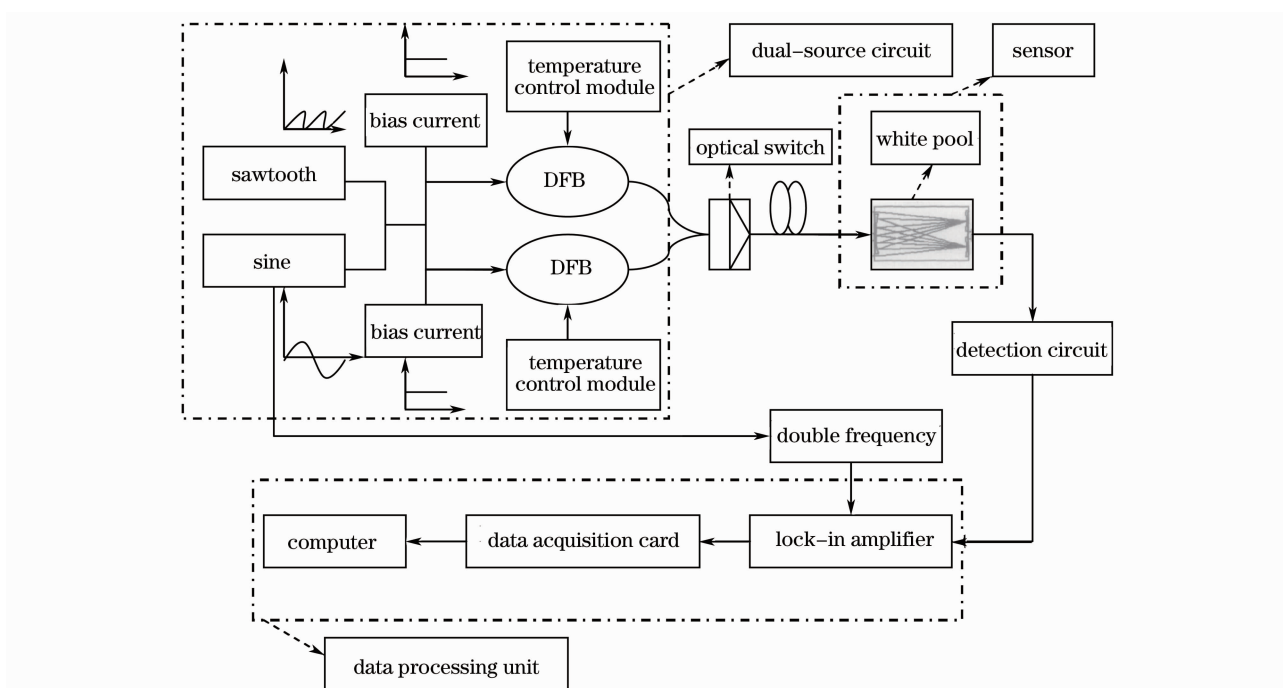 temperature
control module
dual-source circuit
sensor
bias current
optical switch
white pool
sawtooth
DFB
sine
DFB
bias current
temperature
control module
detection circuit
double frequency
computer
data acquisition card
lock-in amplifier
data processing unit